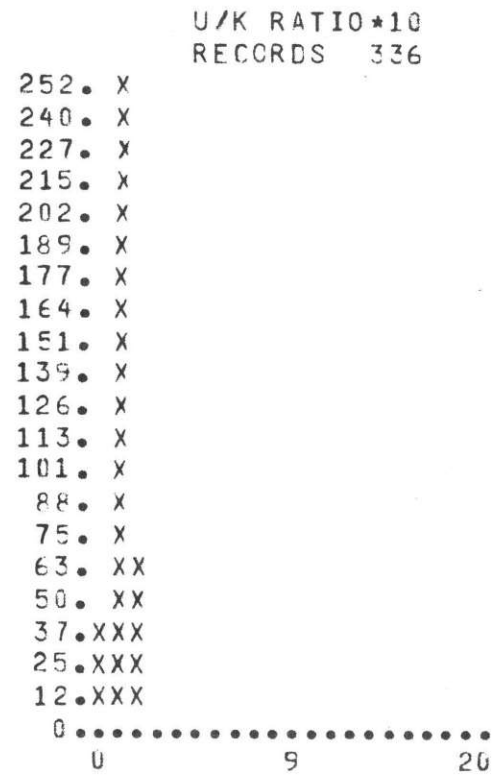 U/K RATIO*10
RECORDS 336
252. X
240. X
227. X
215. X
202. X
189. X
177. X
164. X
151. X
139. X
126. X
113. X
101. X
88. X
75. X
63. XX
50. XX
37.XXX
25.XXX
12.XXX
0......................
0 9 20